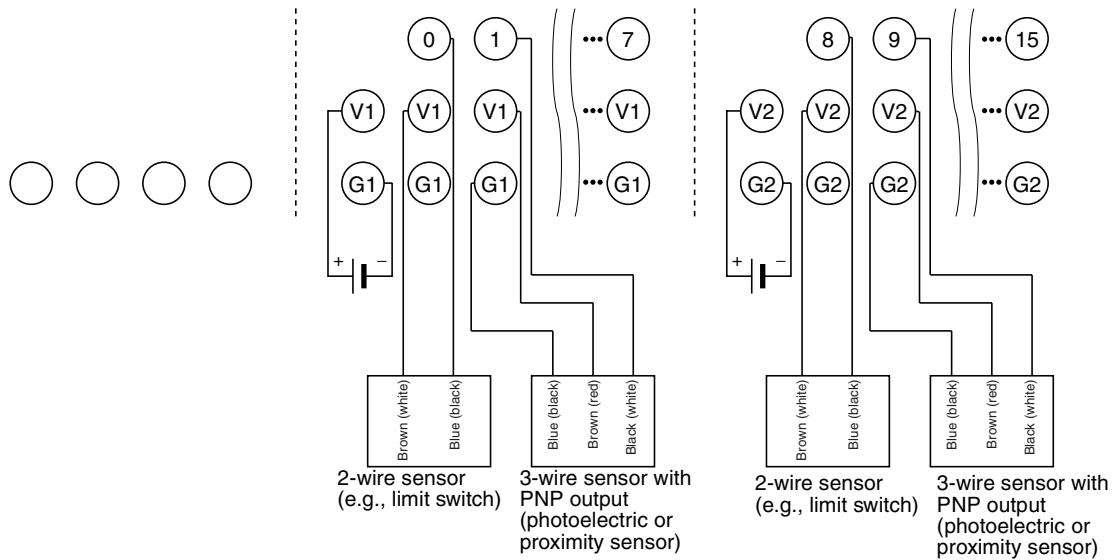 0 1 ••• 7 8 9 ••• 15
V1 V1 V1 ••• V1 V2 V2 V2 ••• V2
G1 G1 G1 ••• G1 G2 G2 G2 ••• G2
+ − + −
Brown (white)
Blue (black)
Blue (black)
Brown (red)
Black (white)
Brown (white)
Blue (black)
Blue (black)
Brown (red)
Black (white)
2-wire sensor
(e.g., limit switch)
3-wire sensor with
PNP output
(photoelectric or
proximity sensor)
2-wire sensor
(e.g., limit switch)
3-wire sensor with
PNP output
(photoelectric or
proximity sensor)